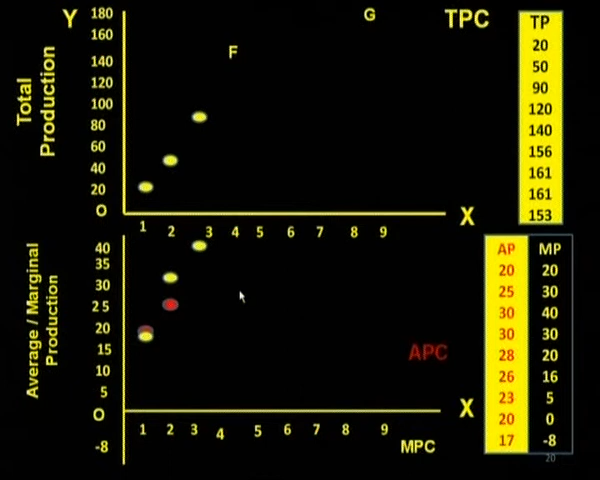 Y
Total Production
180
160
140
120
100
80
60
40
20
O
1 2 3 4 5 6 7 8 9
X
F
G
TPC
TP
20
50
90
120
140
156
161
161
153
Average / Marginal Production
40
35
30
25
20
15
10
5
O
-8
1 2 3 4 5 6 7 8 9
X
APC
MPC
AP MP
20 20
25 30
30 40
30 30
28 20
26 16
23 5
20 0
17 -8
20